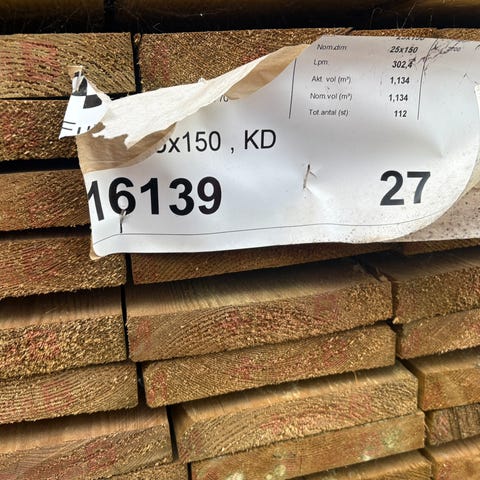 Nom.dim 25x150
Lpm 302,4
Akt. vol (m³) 1,134
Nom.vol (m³) 1,134
Tot antal (st) 112
x150 , KD
16139 27